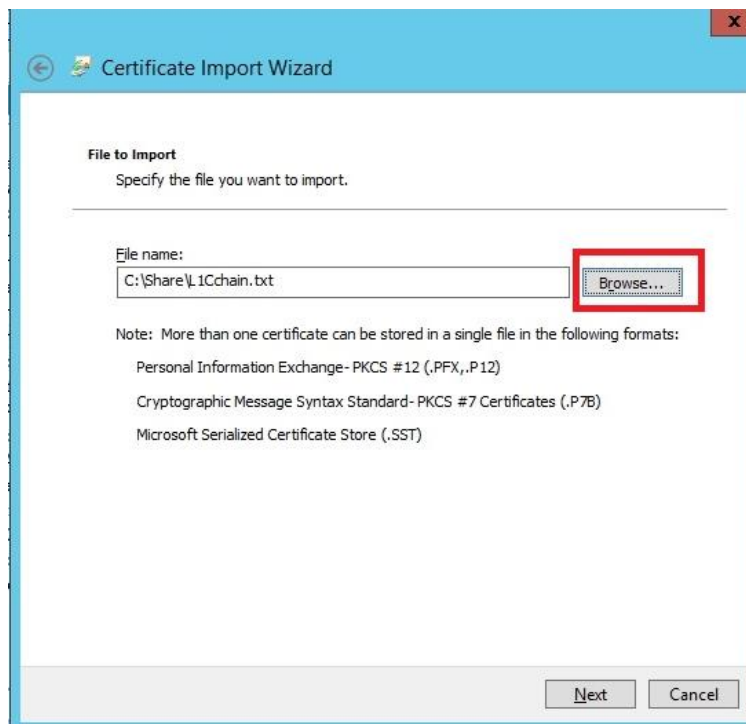 x
Certificate Import Wizard
File to Import
Specify the file you want to import.
File name:
C:\Share\L1Cchain.txt
Browse...
Note: More than one certificate can be stored in a single file in the following formats:
Personal Information Exchange- PKCS #12 (.PFX,.P12)
Cryptographic Message Syntax Standard- PKCS #7 Certificates (.P7B)
Microsoft Serialized Certificate Store (.SST)
Next
Cancel